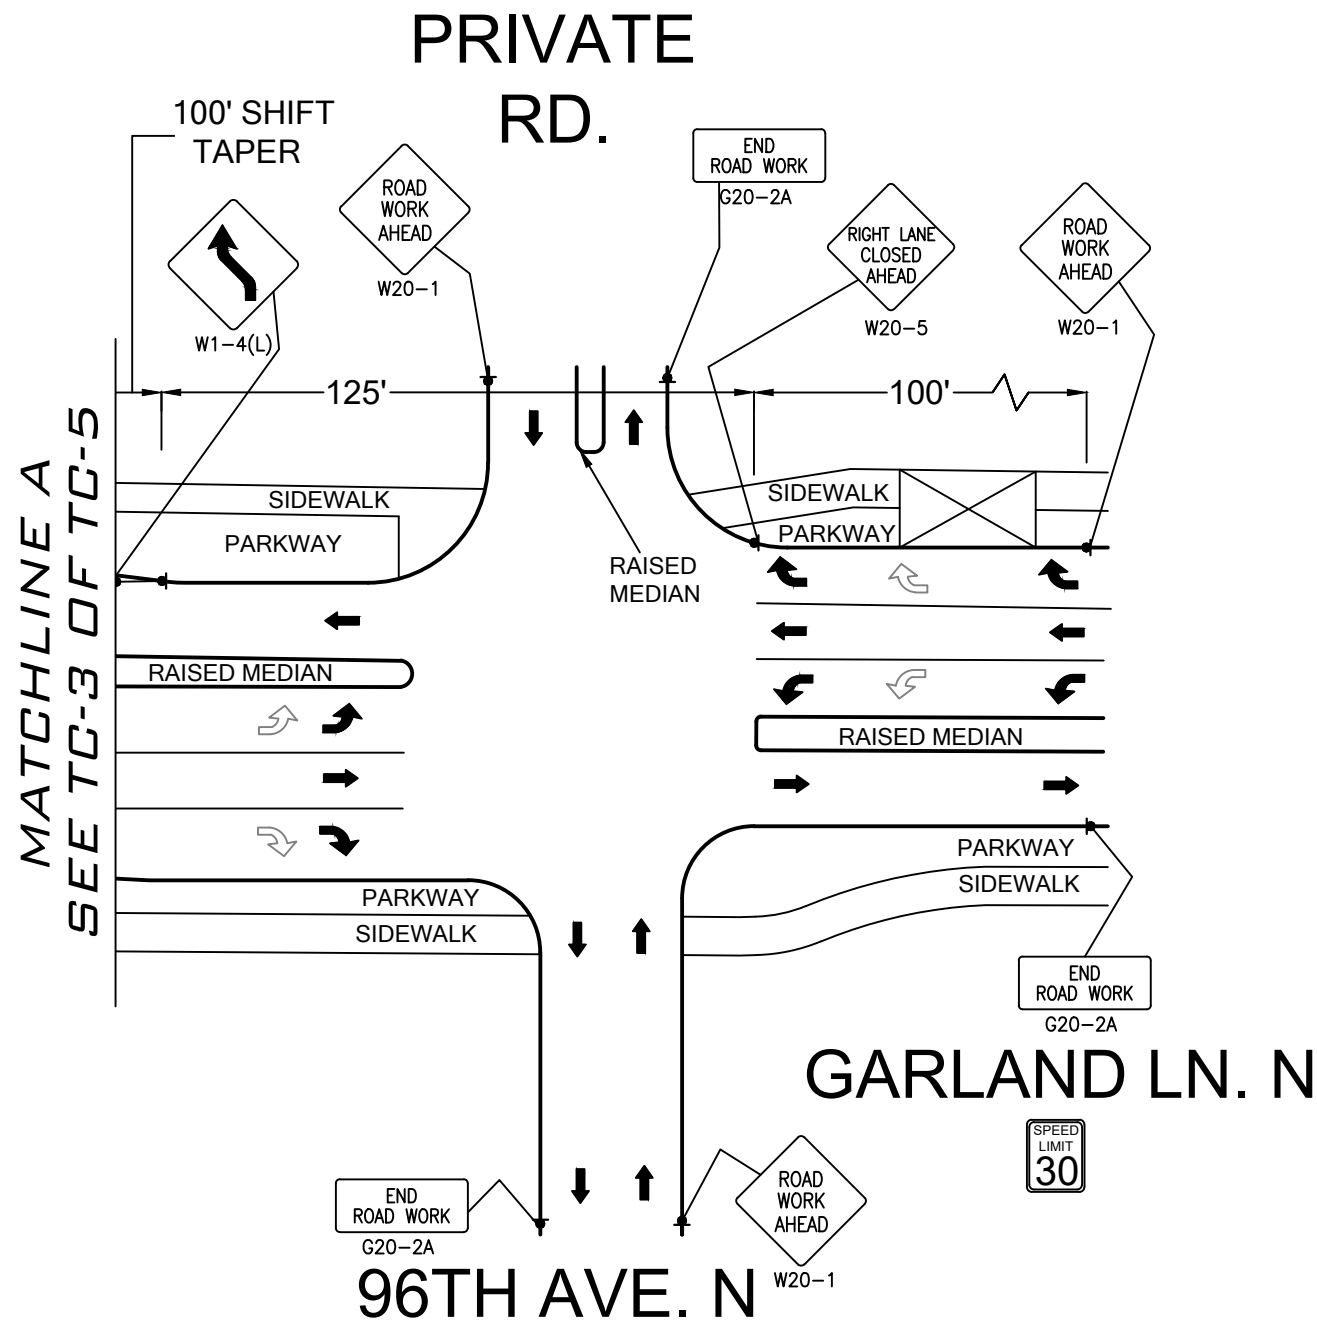 PRIVATE
RD.
100' SHIFT
TAPER
END
ROAD WORK
G20-2A
ROAD
WORK
AHEAD
W20-1
RIGHT LANE
CLOSED
AHEAD
W20-5
ROAD
WORK
AHEAD
W20-1
W1-4(L)
125'
100'
MATCHLINE A
SEE TC-3 OF TC-5
SIDEWALK
PARKWAY
RAISED
MEDIAN
SIDEWALK
PARKWAY
RAISED MEDIAN
RAISED MEDIAN
PARKWAY
SIDEWALK
PARKWAY
SIDEWALK
END
ROAD WORK
G20-2A
GARLAND LN. N
SPEED
LIMIT
30
END
ROAD WORK
G20-2A
ROAD
WORK
AHEAD
W20-1
96TH AVE. N